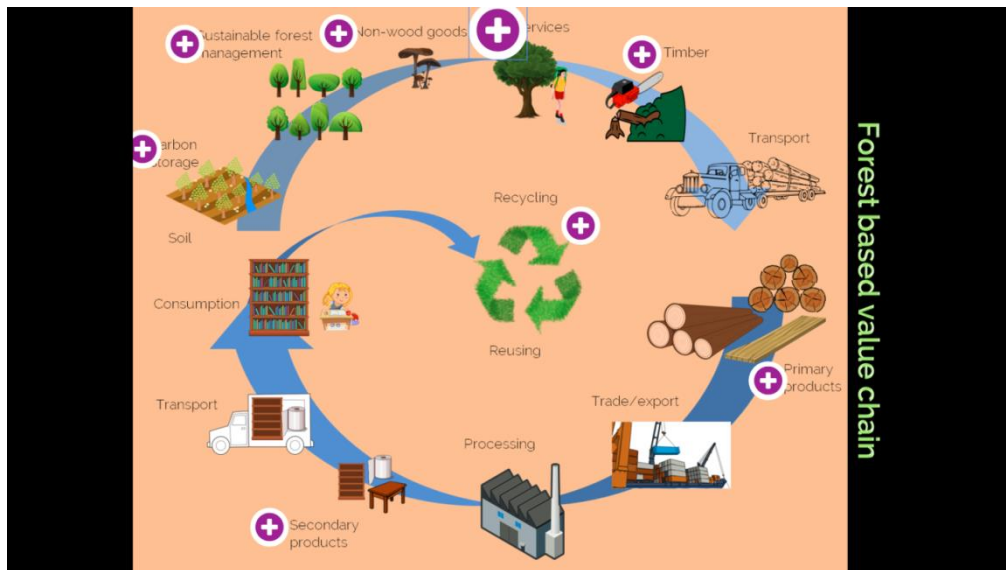 Sustainable forest
management
Non-wood goods
Timber
Transport
storage
Soil
Recycling
Reusing
Consumption
Primary
products
Trade/export
Processing
Transport
Secondary
products
Forest based value chain